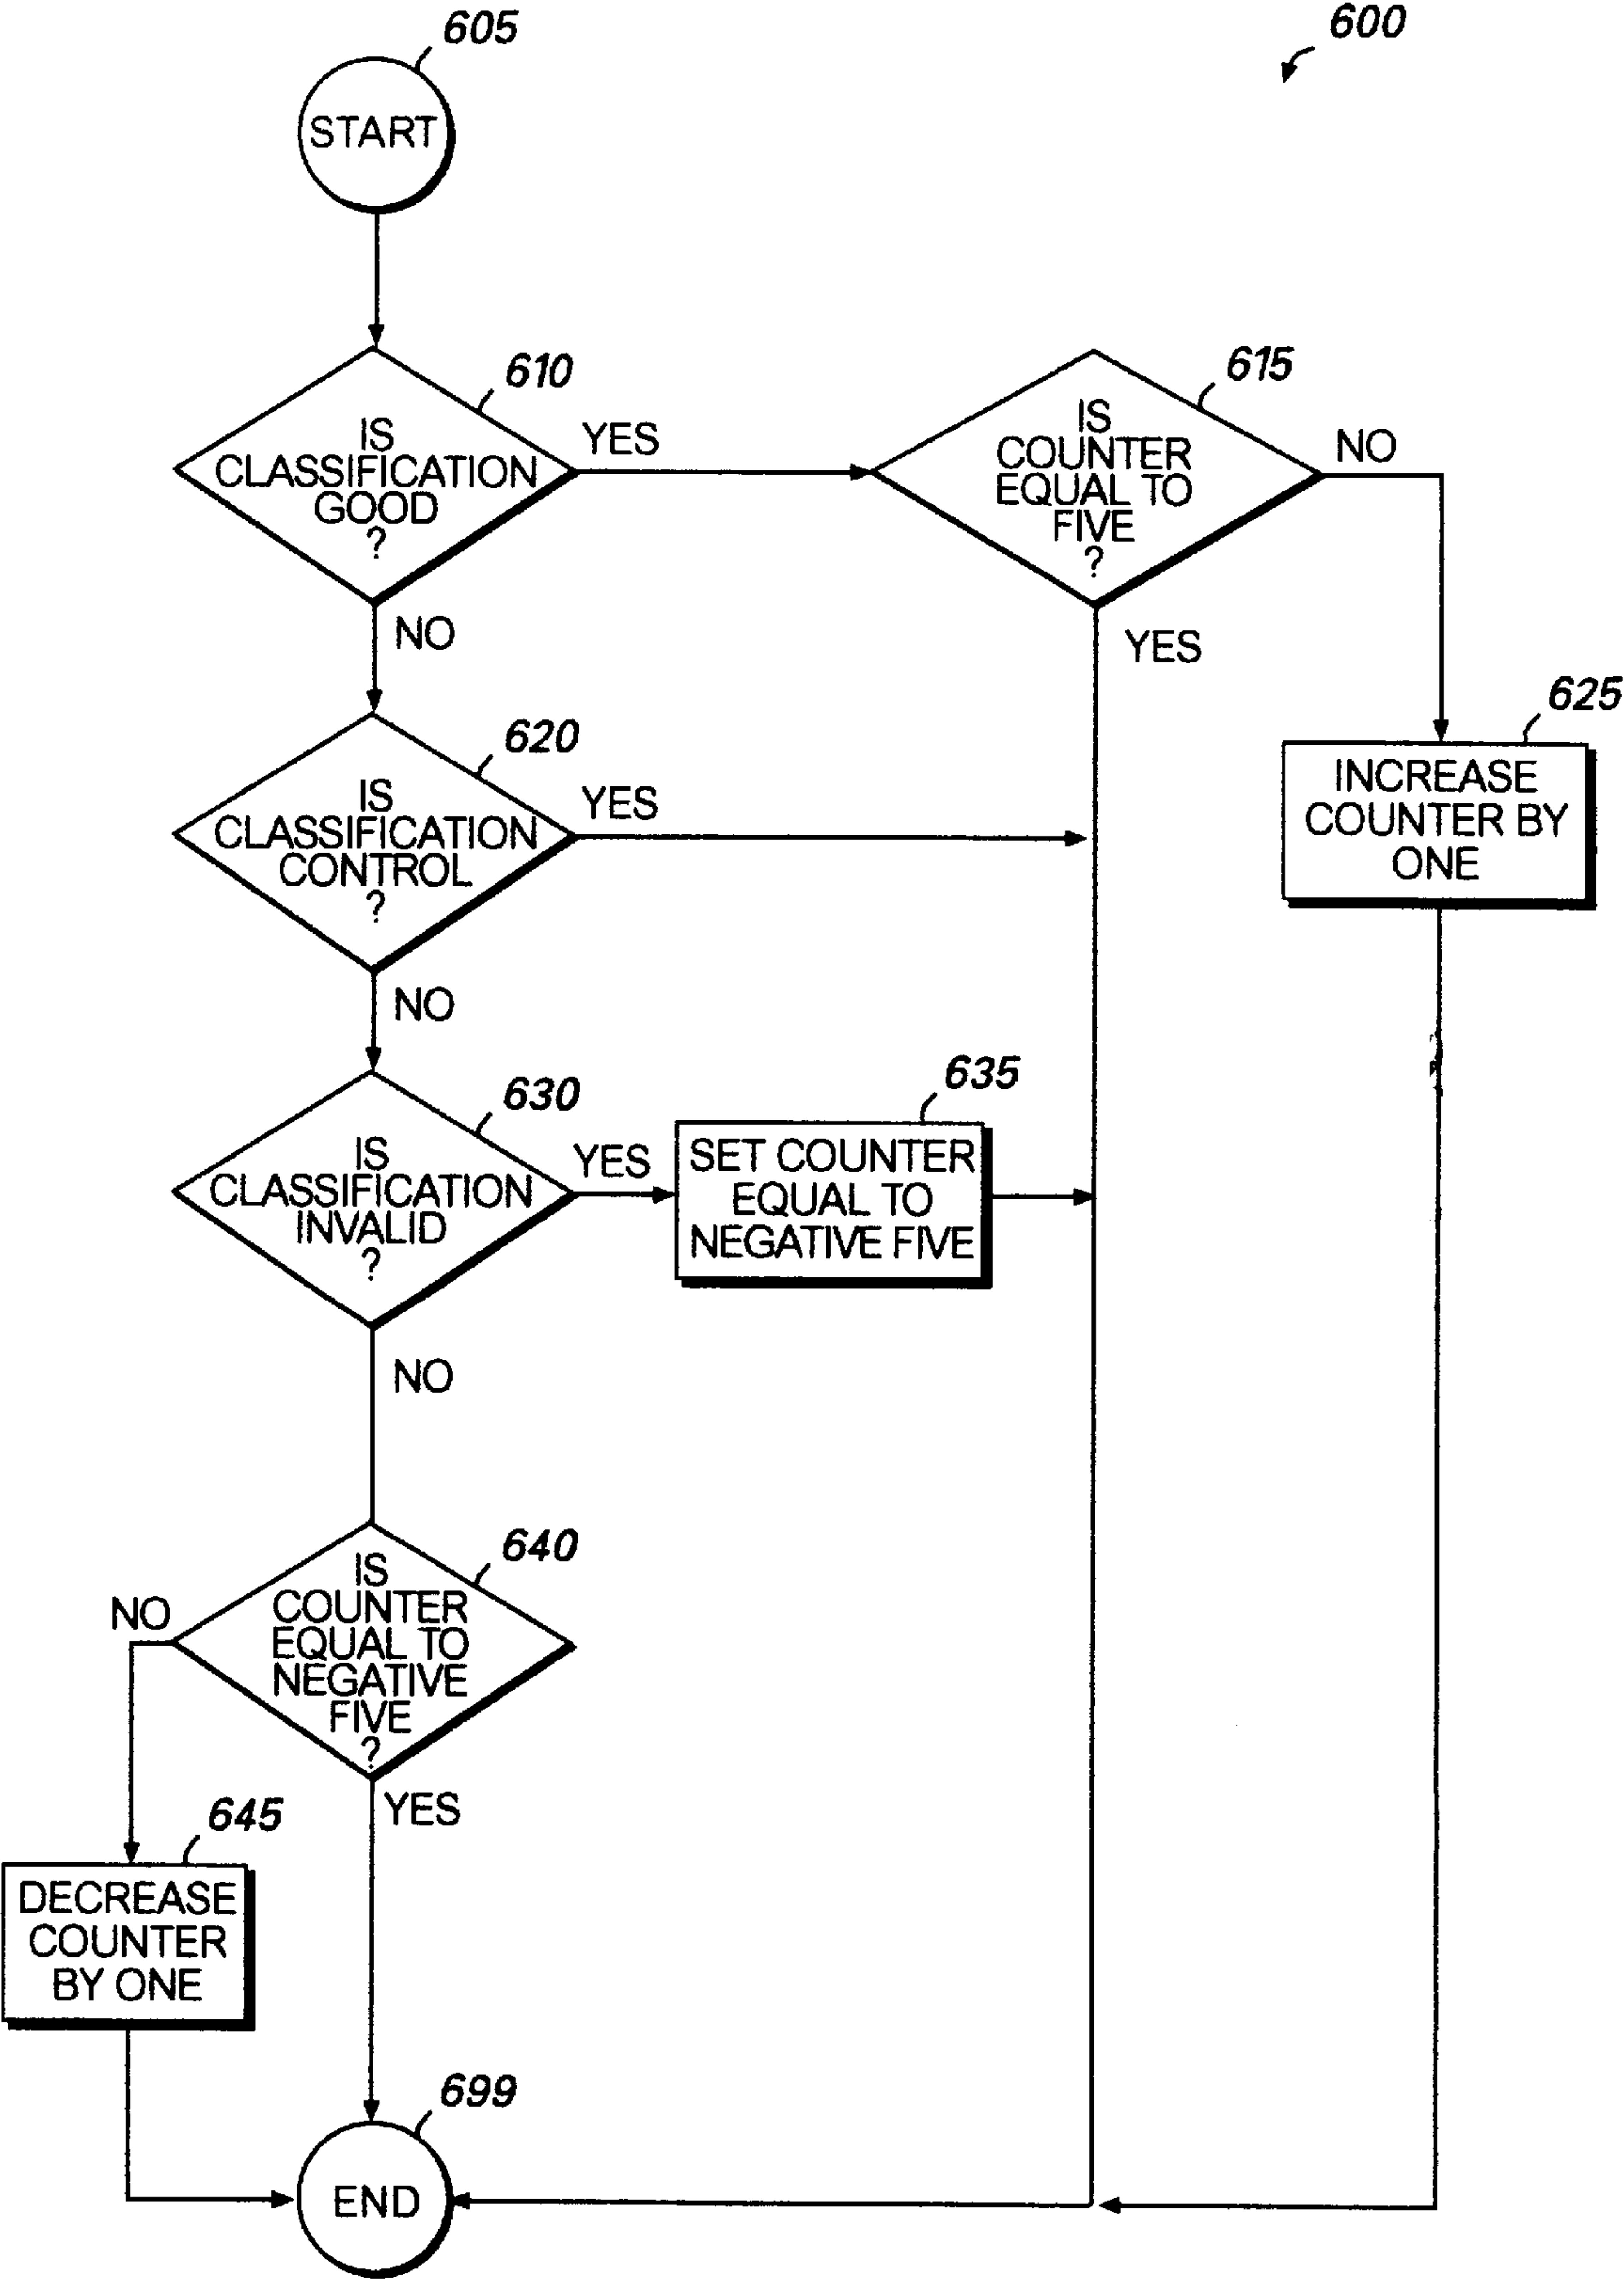 605
600
START
610
615
IS
CLASSIFICATION
GOOD
?
YES
IS
COUNTER
EQUAL TO
FIVE
?
NO
NO
YES
620
625
IS
CLASSIFICATION
CONTROL
?
YES
INCREASE
COUNTER BY
ONE
NO
630
635
IS
CLASSIFICATION
INVALID
?
YES
SET COUNTER
EQUAL TO
NEGATIVE FIVE
NO
640
IS
COUNTER
EQUAL TO
NEGATIVE
FIVE
?
NO
YES
645
DECREASE
COUNTER
BY ONE
699
END